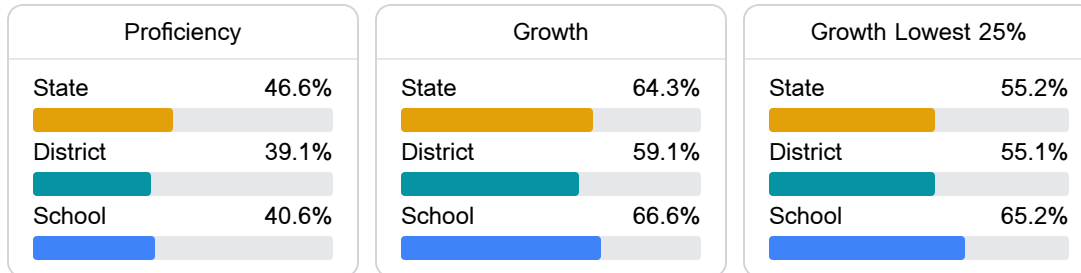 Proficiency
State 46.6%
District 39.1%
School 40.6%
Growth
State 64.3%
District 59.1%
School 66.6%
Growth Lowest 25%
State 55.2%
District 55.1%
School 65.2%